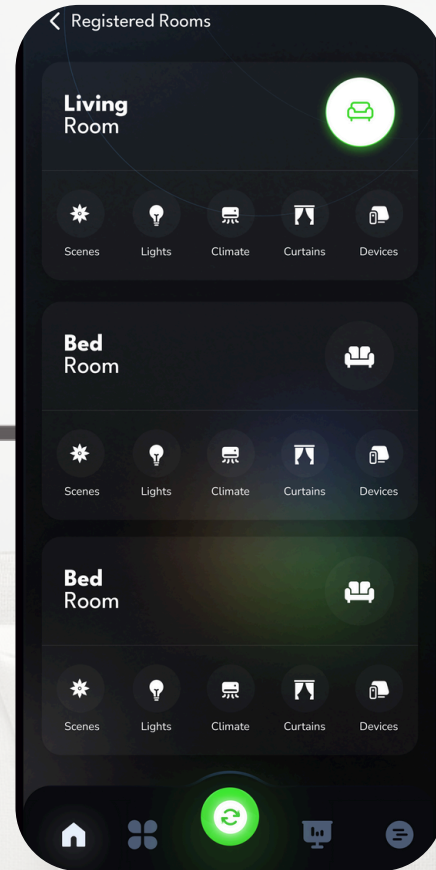 Registered Rooms
Living
Room
Scenes Lights Climate Curtains Devices
Bed
Room
Scenes Lights Climate Curtains Devices
Bed
Room
Scenes Lights Climate Curtains Devices